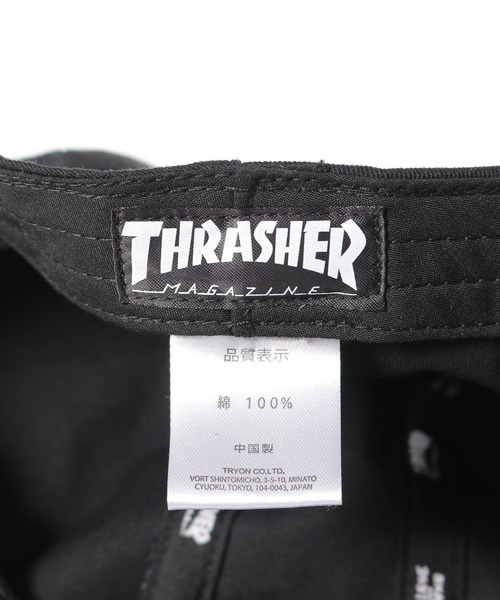 THRASHER
MAGAZINE
品質表示
綿 100%
中国製
TRYON CO,LTD.
VORT SHINTOMICHO, 3-5-10, MINATO
CYUOKU, TOKYO, 104-0043, JAPAN